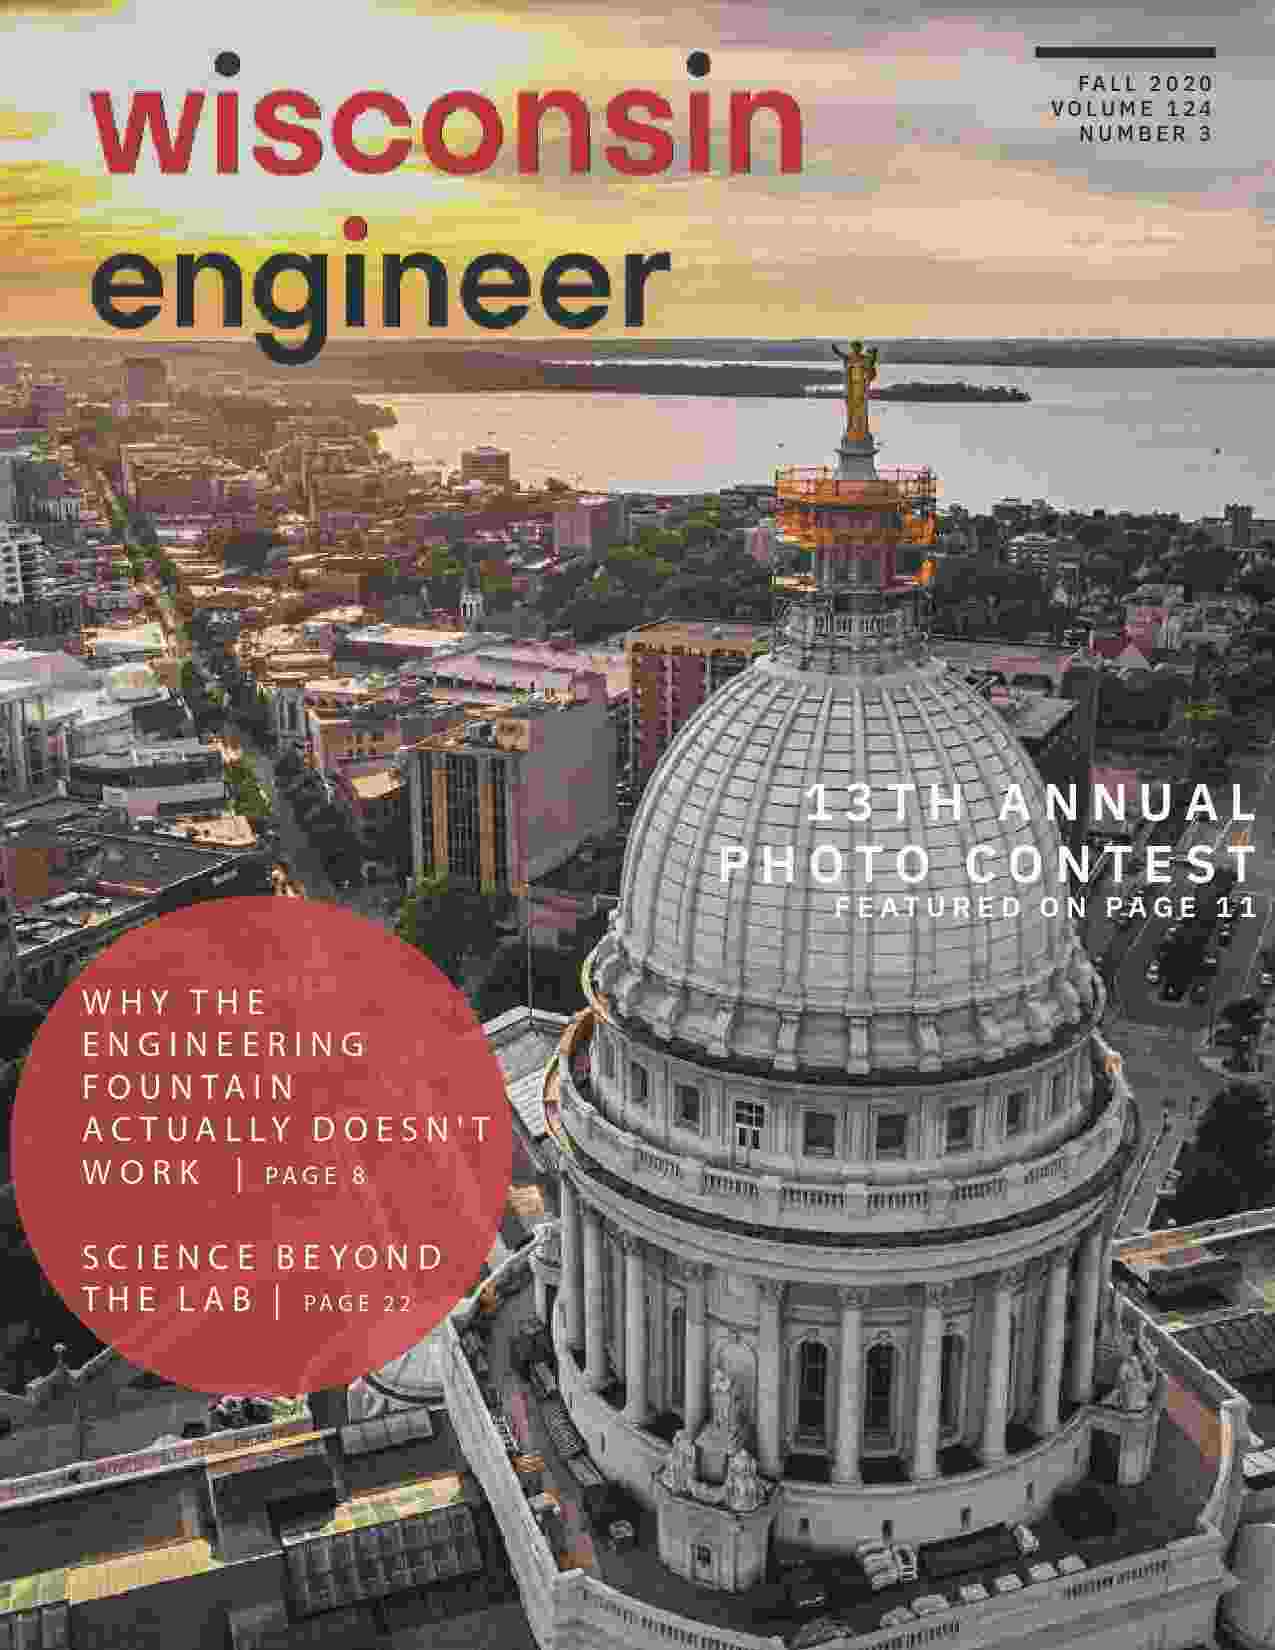 wisconsin
engineer
FALL 2020
VOLUME 124
NUMBER 3
13TH ANNUAL
PHOTO CONTEST
FEATURED ON PAGE 11
WHY THE
ENGINEERING
FOUNTAIN
ACTUALLY DOESN'T
WORK | PAGE 8
SCIENCE BEYOND
THE LAB | PAGE 22